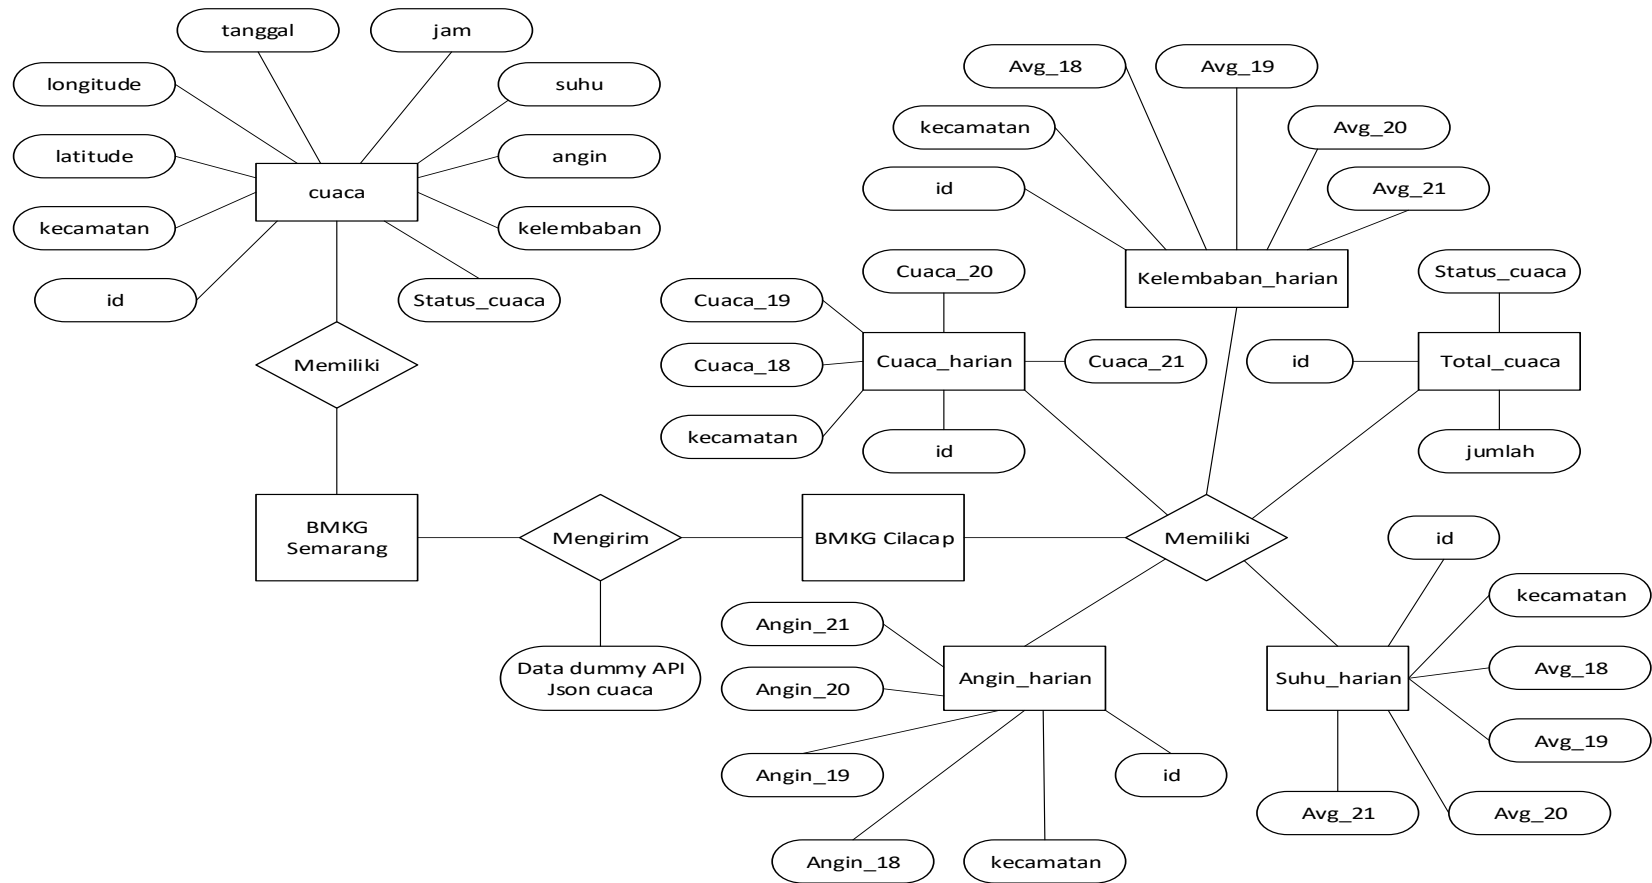 tanggal
jam
longitude
suhu
latitude
angin
cuaca
kecamatan
kelembaban
id
Status_cuaca
Memiliki
BMKG
Semarang
Mengirim
Data dummy API
Json cuaca
BMKG Cilacap
Memiliki
Avg_18
Avg_19
kecamatan
Avg_20
id
Avg_21
Kelembaban_harian
Cuaca_20
Cuaca_19
Cuaca_18
Cuaca_harian
Cuaca_21
kecamatan
id
Status_cuaca
id
Total_cuaca
jumlah
Angin_21
Angin_20
Angin_harian
Angin_19
id
Angin_18
kecamatan
id
kecamatan
Suhu_harian
Avg_18
Avg_19
Avg_21
Avg_20